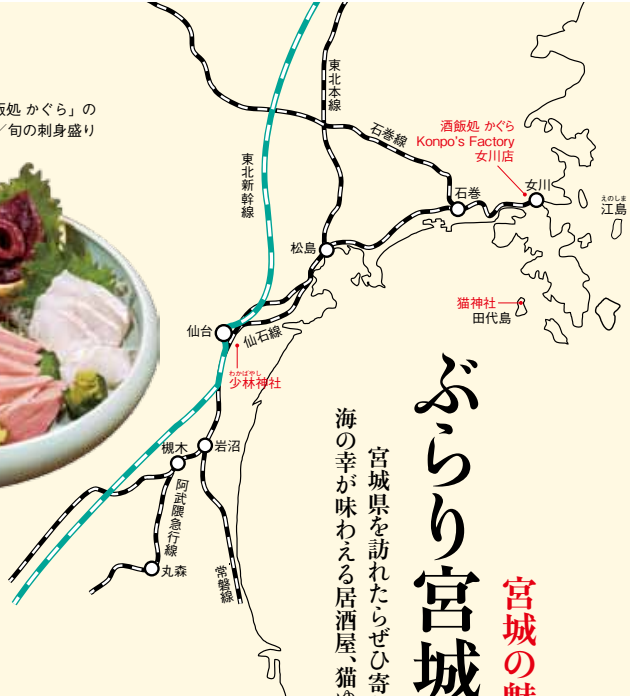 飯処 かぐら」の
／旬の刺身盛り
東北本線
石巻線
酒飯処 かぐら
Konpo's Factory
女川店
東北新幹線
石巻
女川
えのしま
江島
松島
猫神社
田代島
仙台
仙石線
わかばやし
少林神社
宮城の魅
ぶらり宮城
宮城県を訪れたらぜひ寄
海の幸が味わえる居酒屋、猫
槻木
岩沼
阿武隈急行線
丸森
常磐線